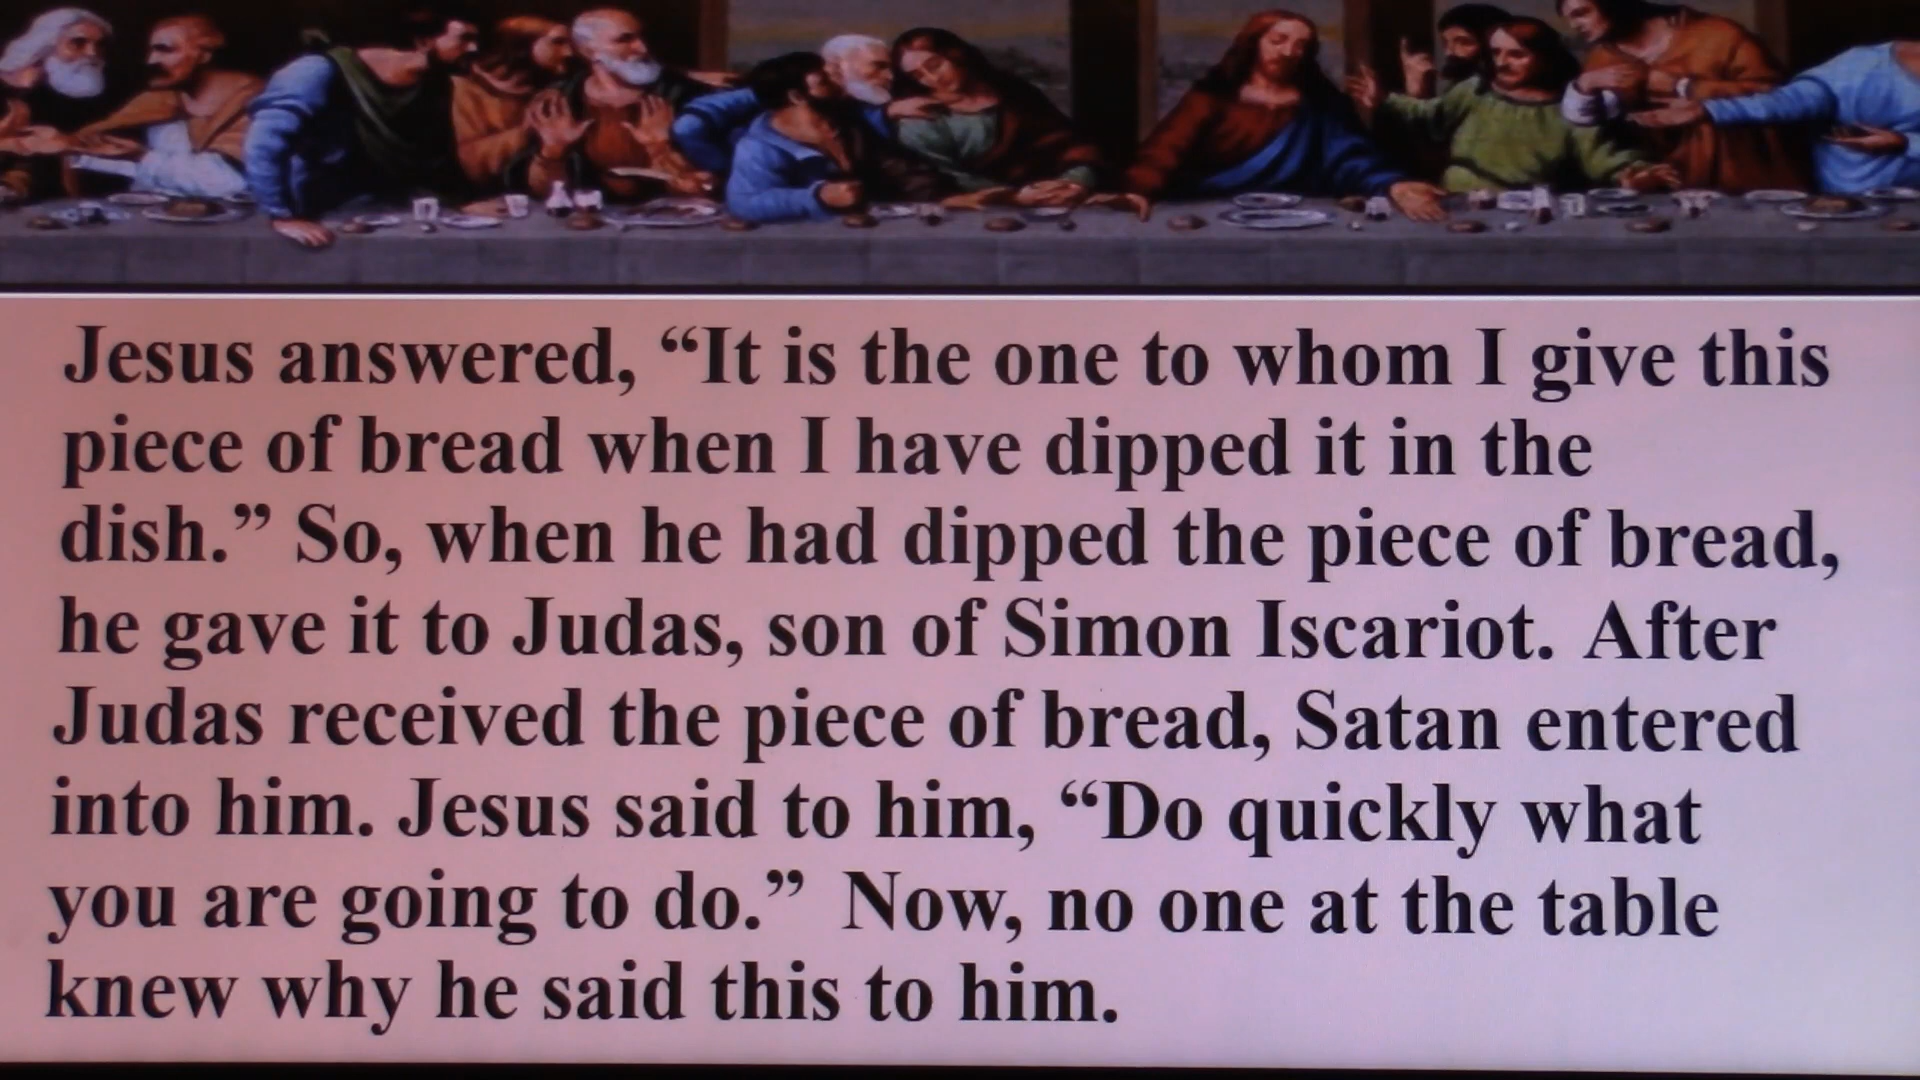 Jesus answered, “It is the one to whom I give this
piece of bread when I have dipped it in the
dish.” So, when he had dipped the piece of bread,
he gave it to Judas, son of Simon Iscariot. After
Judas received the piece of bread, Satan entered
into him. Jesus said to him, “Do quickly what
you are going to do.” Now, no one at the table
knew why he said this to him.